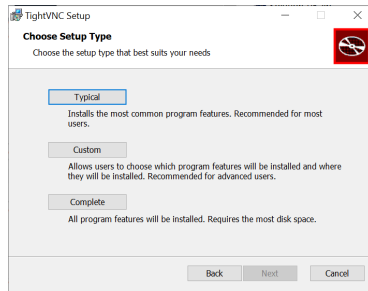 TightVNC Setup
Choose Setup Type
Choose the setup type that best suits your needs
Typical
Installs the most common program features. Recommended for most
users.
Custom
Allows users to choose which program features will be installed and where
they will be installed. Recommended for advanced users.
Complete
All program features will be installed. Requires the most disk space.
Back Next Cancel